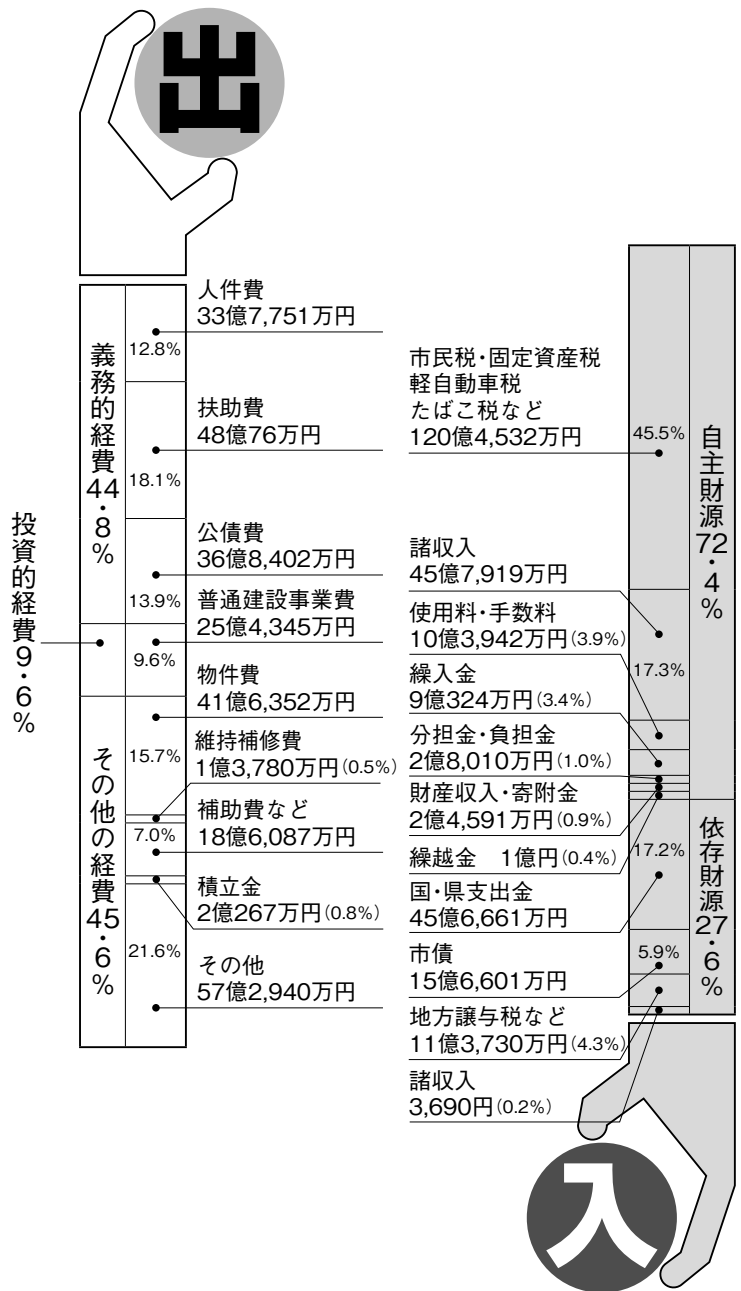 出
義務的経費44・8%
投資的経費9・6%
その他の経費45・6%
人件費
33億7,751万円
12.8%
扶助費
48億76万円
18.1%
公債費
36億8,402万円
13.9%
普通建設事業費
25億4,345万円
9.6%
物件費
41億6,352万円
15.7%
維持補修費
1億3,780万円(0.5%)
補助費など
18億6,087万円
7.0%
積立金
2億267万円(0.8%)
その他
57億2,940万円
21.6%
自主財源72・4%
依存財源27・6%
市民税・固定資産税
軽自動車税
たばこ税など
120億4,532万円
45.5%
諸収入
45億7,919万円
17.3%
使用料・手数料
10億3,942万円(3.9%)
繰入金
9億324万円(3.4%)
分担金・負担金
2億8,010万円(1.0%)
財産収入・寄附金
2億4,591万円(0.9%)
繰越金 1億円(0.4%)
国・県支出金
45億6,661万円
17.2%
市債
15億6,601万円
5.9%
地方譲与税など
11億3,730万円(4.3%)
諸収入
3,690円(0.2%)
入